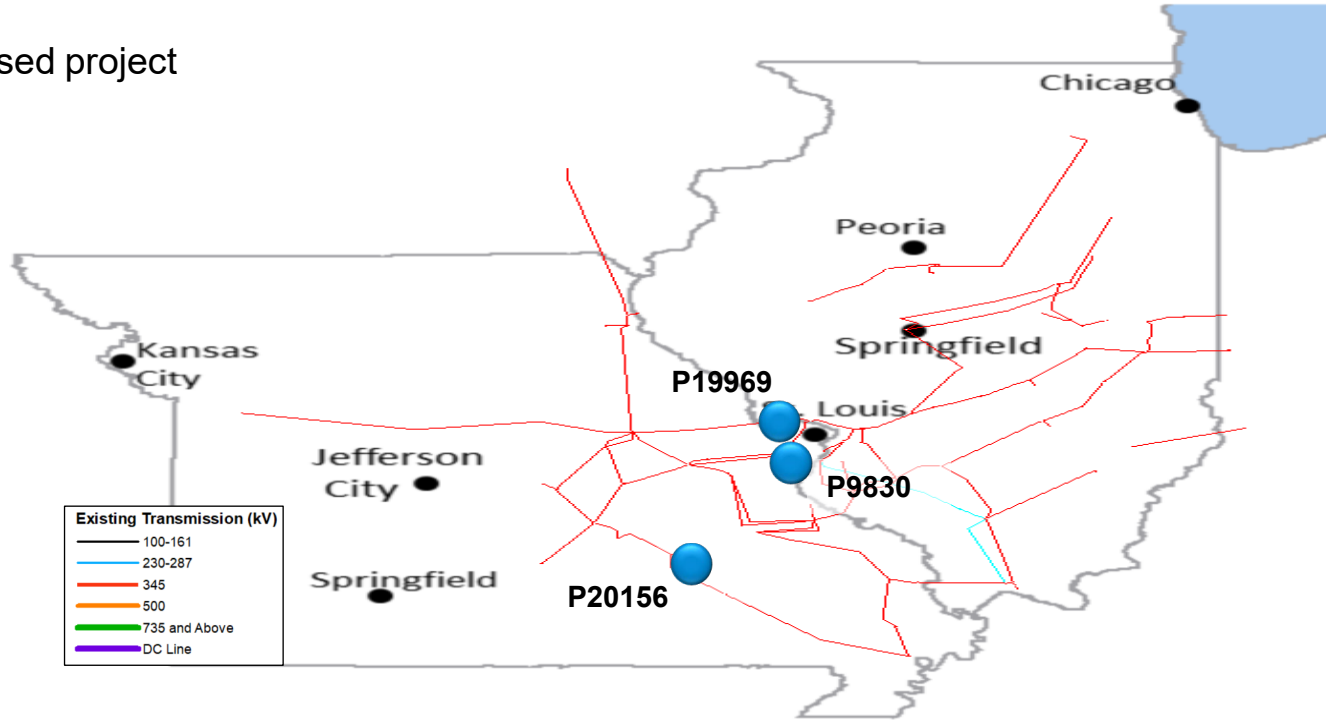 sed project
Chicago
Peoria
Springfield
Kansas
City
P19969
. Louis
Jefferson
City
P9830
Existing Transmission (kV)
100-161
230-287
345
500
735 and Above
DC Line
Springfield
P20156